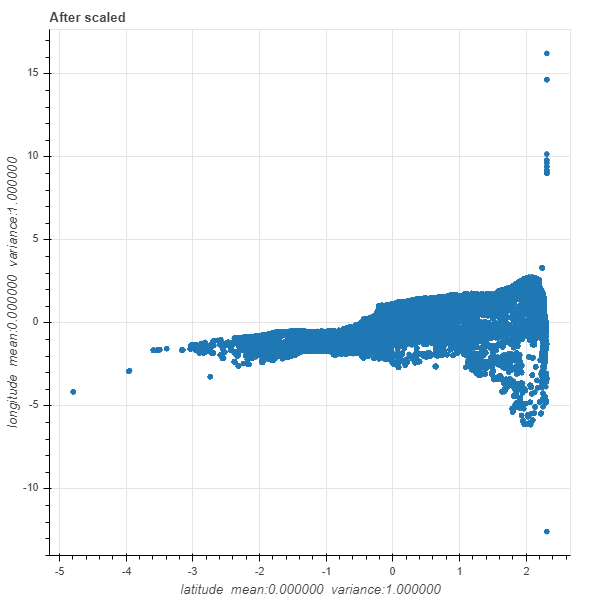 After scaled
15
10
5
0
-5
-10
longitude mean:0.000000 variance:1.000000
-5 -4 -3 -2 -1 0 1 2
latitude mean:0.000000 variance:1.000000